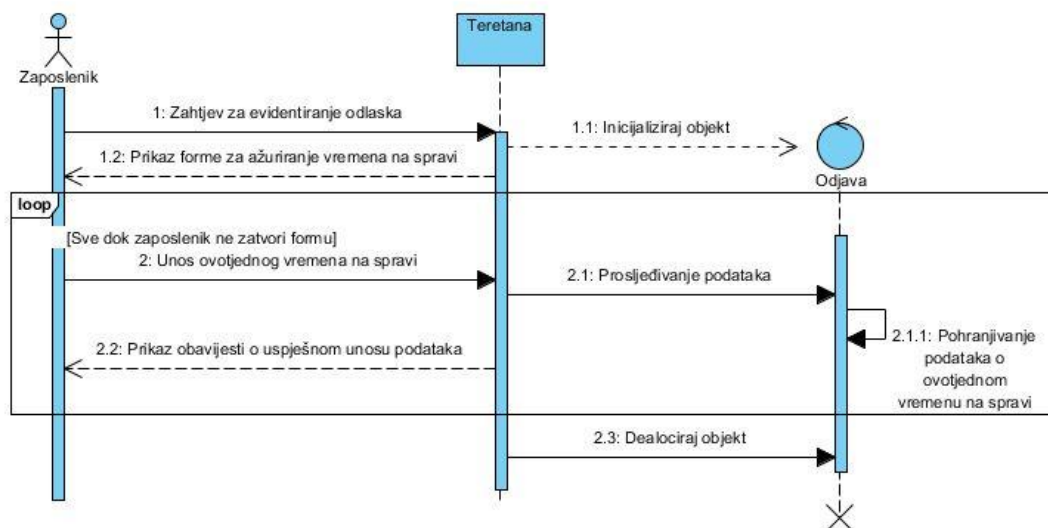 Teretana
Zaposlenik
1: Zahtjev za evidentiranje odlaska
1.1: Inicijaliziraj objekt
1.2: Prikaz forme za ažuriranje vremena na spravi
Odjava
loop
[Sve dok zaposlenik ne zatvori formu]
2: Unos ovotjednog vremena na spravi
2.1: Prosljeđivanje podataka
2.2: Prikaz obavijesti o uspješnom unosu podataka
2.1.1: Pohranjivanje
podataka o
ovotjednom
vremenu na spravi
2.3: Dealociraj objekt